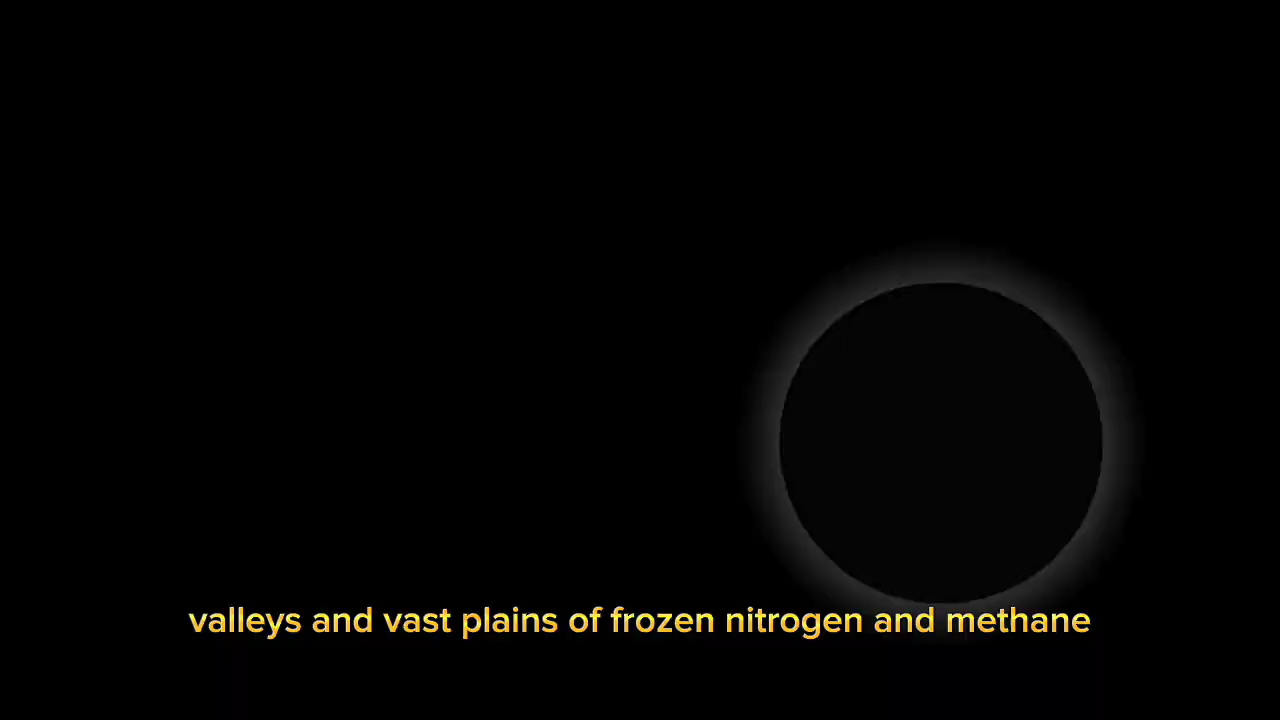 valleys and vast plains of frozen nitrogen and methane